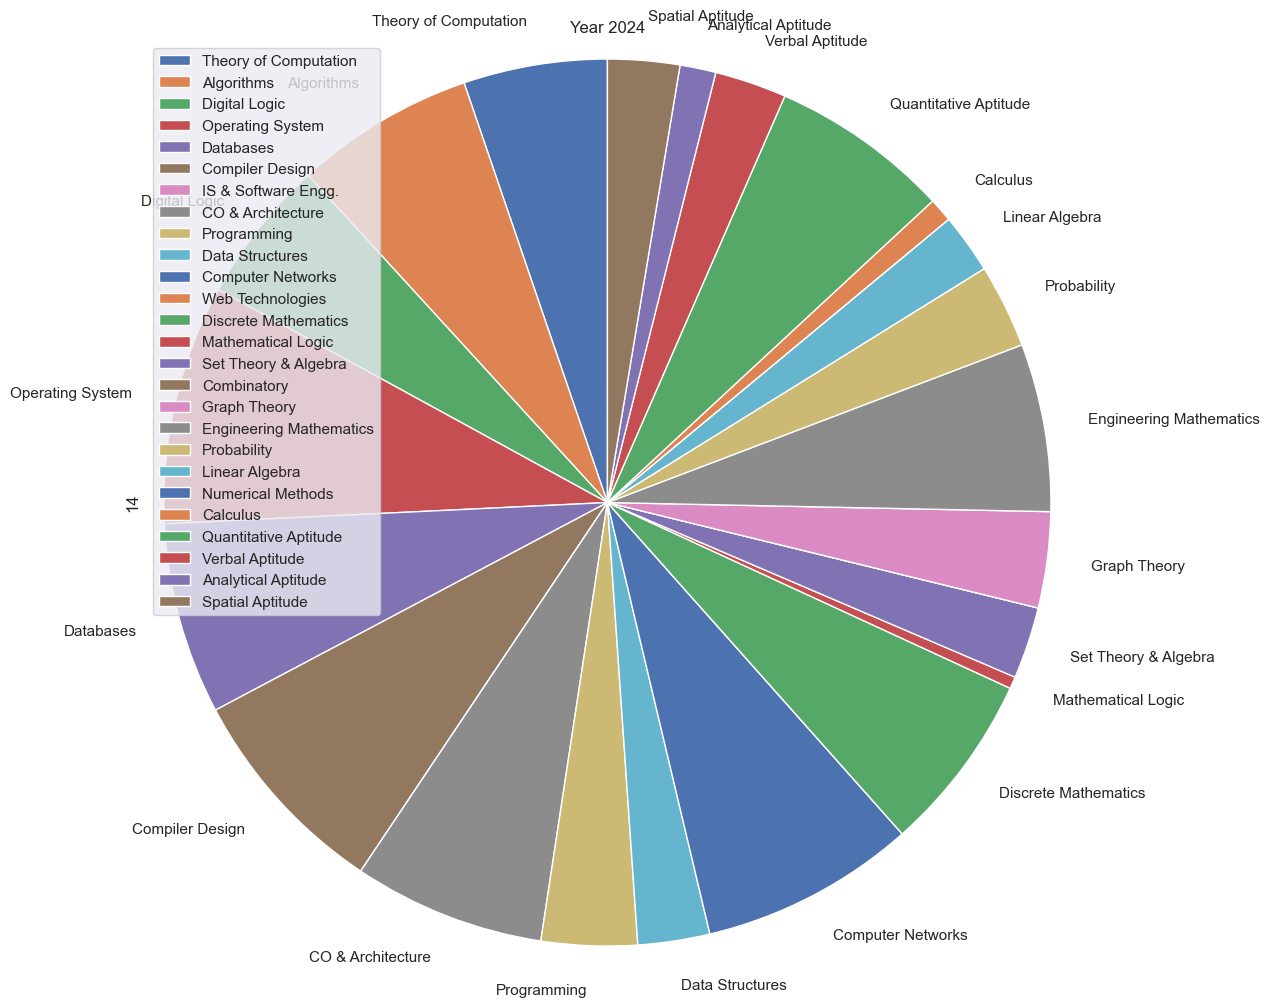 Year 2024
Theory of Computation
Algorithms
Digital Logic
Operating System
Databases
Compiler Design
CO & Architecture
Programming
Data Structures
Computer Networks
Discrete Mathematics
Mathematical Logic
Set Theory & Algebra
Graph Theory
Engineering Mathematics
Probability
Linear Algebra
Calculus
Quantitative Aptitude
Verbal Aptitude
Analytical Aptitude
Spatial Aptitude
14
Theory of Computation
Algorithms
Digital Logic
Operating System
Databases
Compiler Design
IS & Software Engg.
CO & Architecture
Programming
Data Structures
Computer Networks
Web Technologies
Discrete Mathematics
Mathematical Logic
Set Theory & Algebra
Combinatory
Graph Theory
Engineering Mathematics
Probability
Linear Algebra
Numerical Methods
Calculus
Quantitative Aptitude
Verbal Aptitude
Analytical Aptitude
Spatial Aptitude